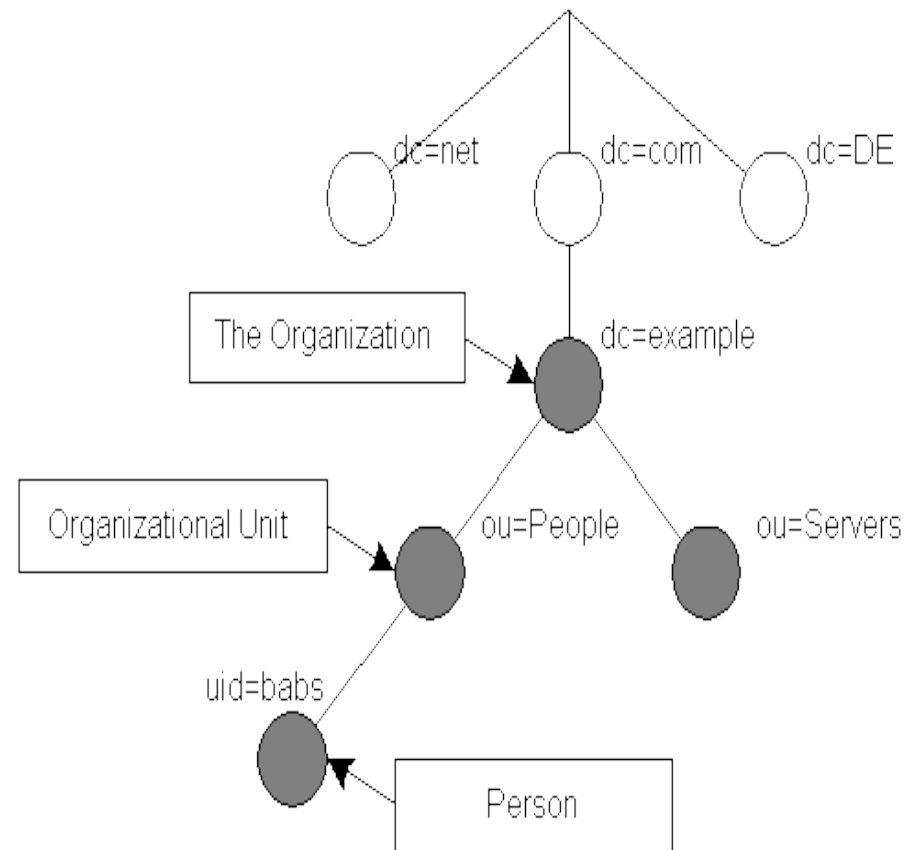 dc=net
dc=com
dc=DE
The Organization
dc=example
Organizational Unit
ou=People
ou=Servers
uid=babs
Person